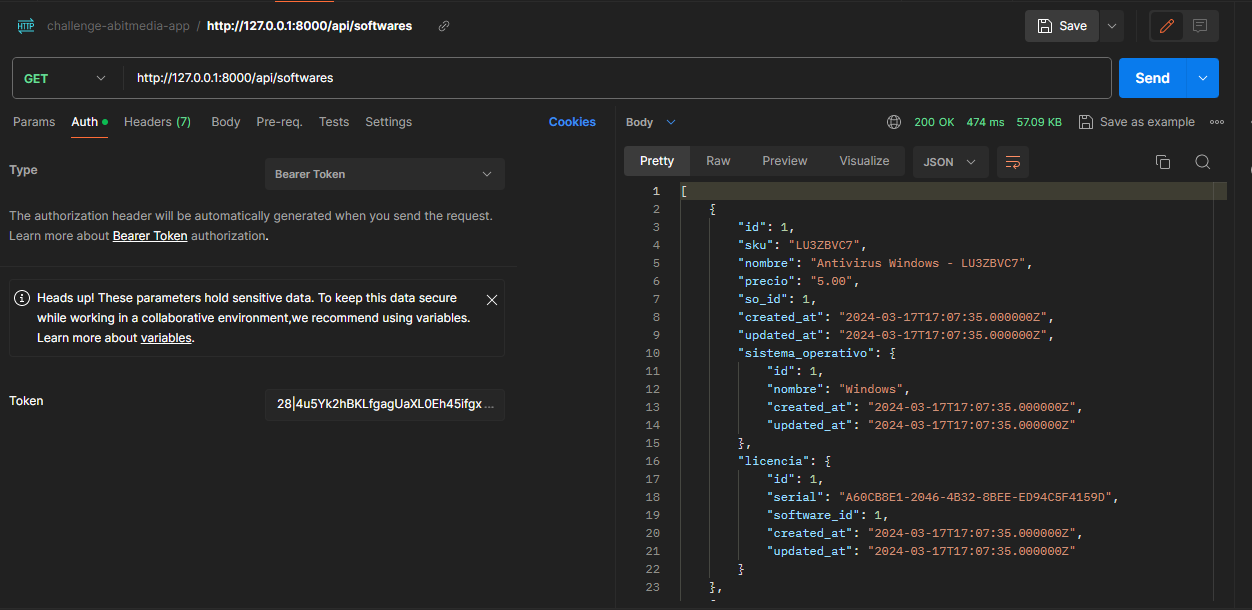 HTTP challenge-abitmedia-app / http://127.0.0.1:8000/api/softwares
Save
GET http://127.0.0.1:8000/api/softwares
Send
Params Auth Headers (7) Body Pre-req. Tests Settings Cookies
Type
Bearer Token
The authorization header will be automatically generated when you send the request.
Learn more about Bearer Token authorization.
Heads up! These parameters hold sensitive data. To keep this data secure
while working in a collaborative environment,we recommend using variables.
Learn more about variables.
Token
28|4u5Yk2hBKLfgagUaXL0Eh45ifgx ...
Body 200 OK 474 ms 57.09 KB Save as example
Pretty Raw Preview Visualize JSON
1 [
2 {
3 "id": 1,
4 "sku": "LU3ZBVC7",
5 "nombre": "Antivirus Windows - LU3ZBVC7",
6 "precio": "5.00",
7 "so_id": 1,
8 "created_at": "2024-03-17T17:07:35.000000Z",
9 "updated_at": "2024-03-17T17:07:35.000000Z",
10 "sistema_operativo": {
11 "id": 1,
12 "nombre": "Windows",
13 "created_at": "2024-03-17T17:07:35.000000Z",
14 "updated_at": "2024-03-17T17:07:35.000000Z"
15 },
16 "licencia": {
17 "id": 1,
18 "serial": "A60CB8E1-2046-4B32-8BEE-ED94C5F4159D",
19 "software_id": 1,
20 "created_at": "2024-03-17T17:07:35.000000Z",
21 "updated_at": "2024-03-17T17:07:35.000000Z"
22 }
23 },